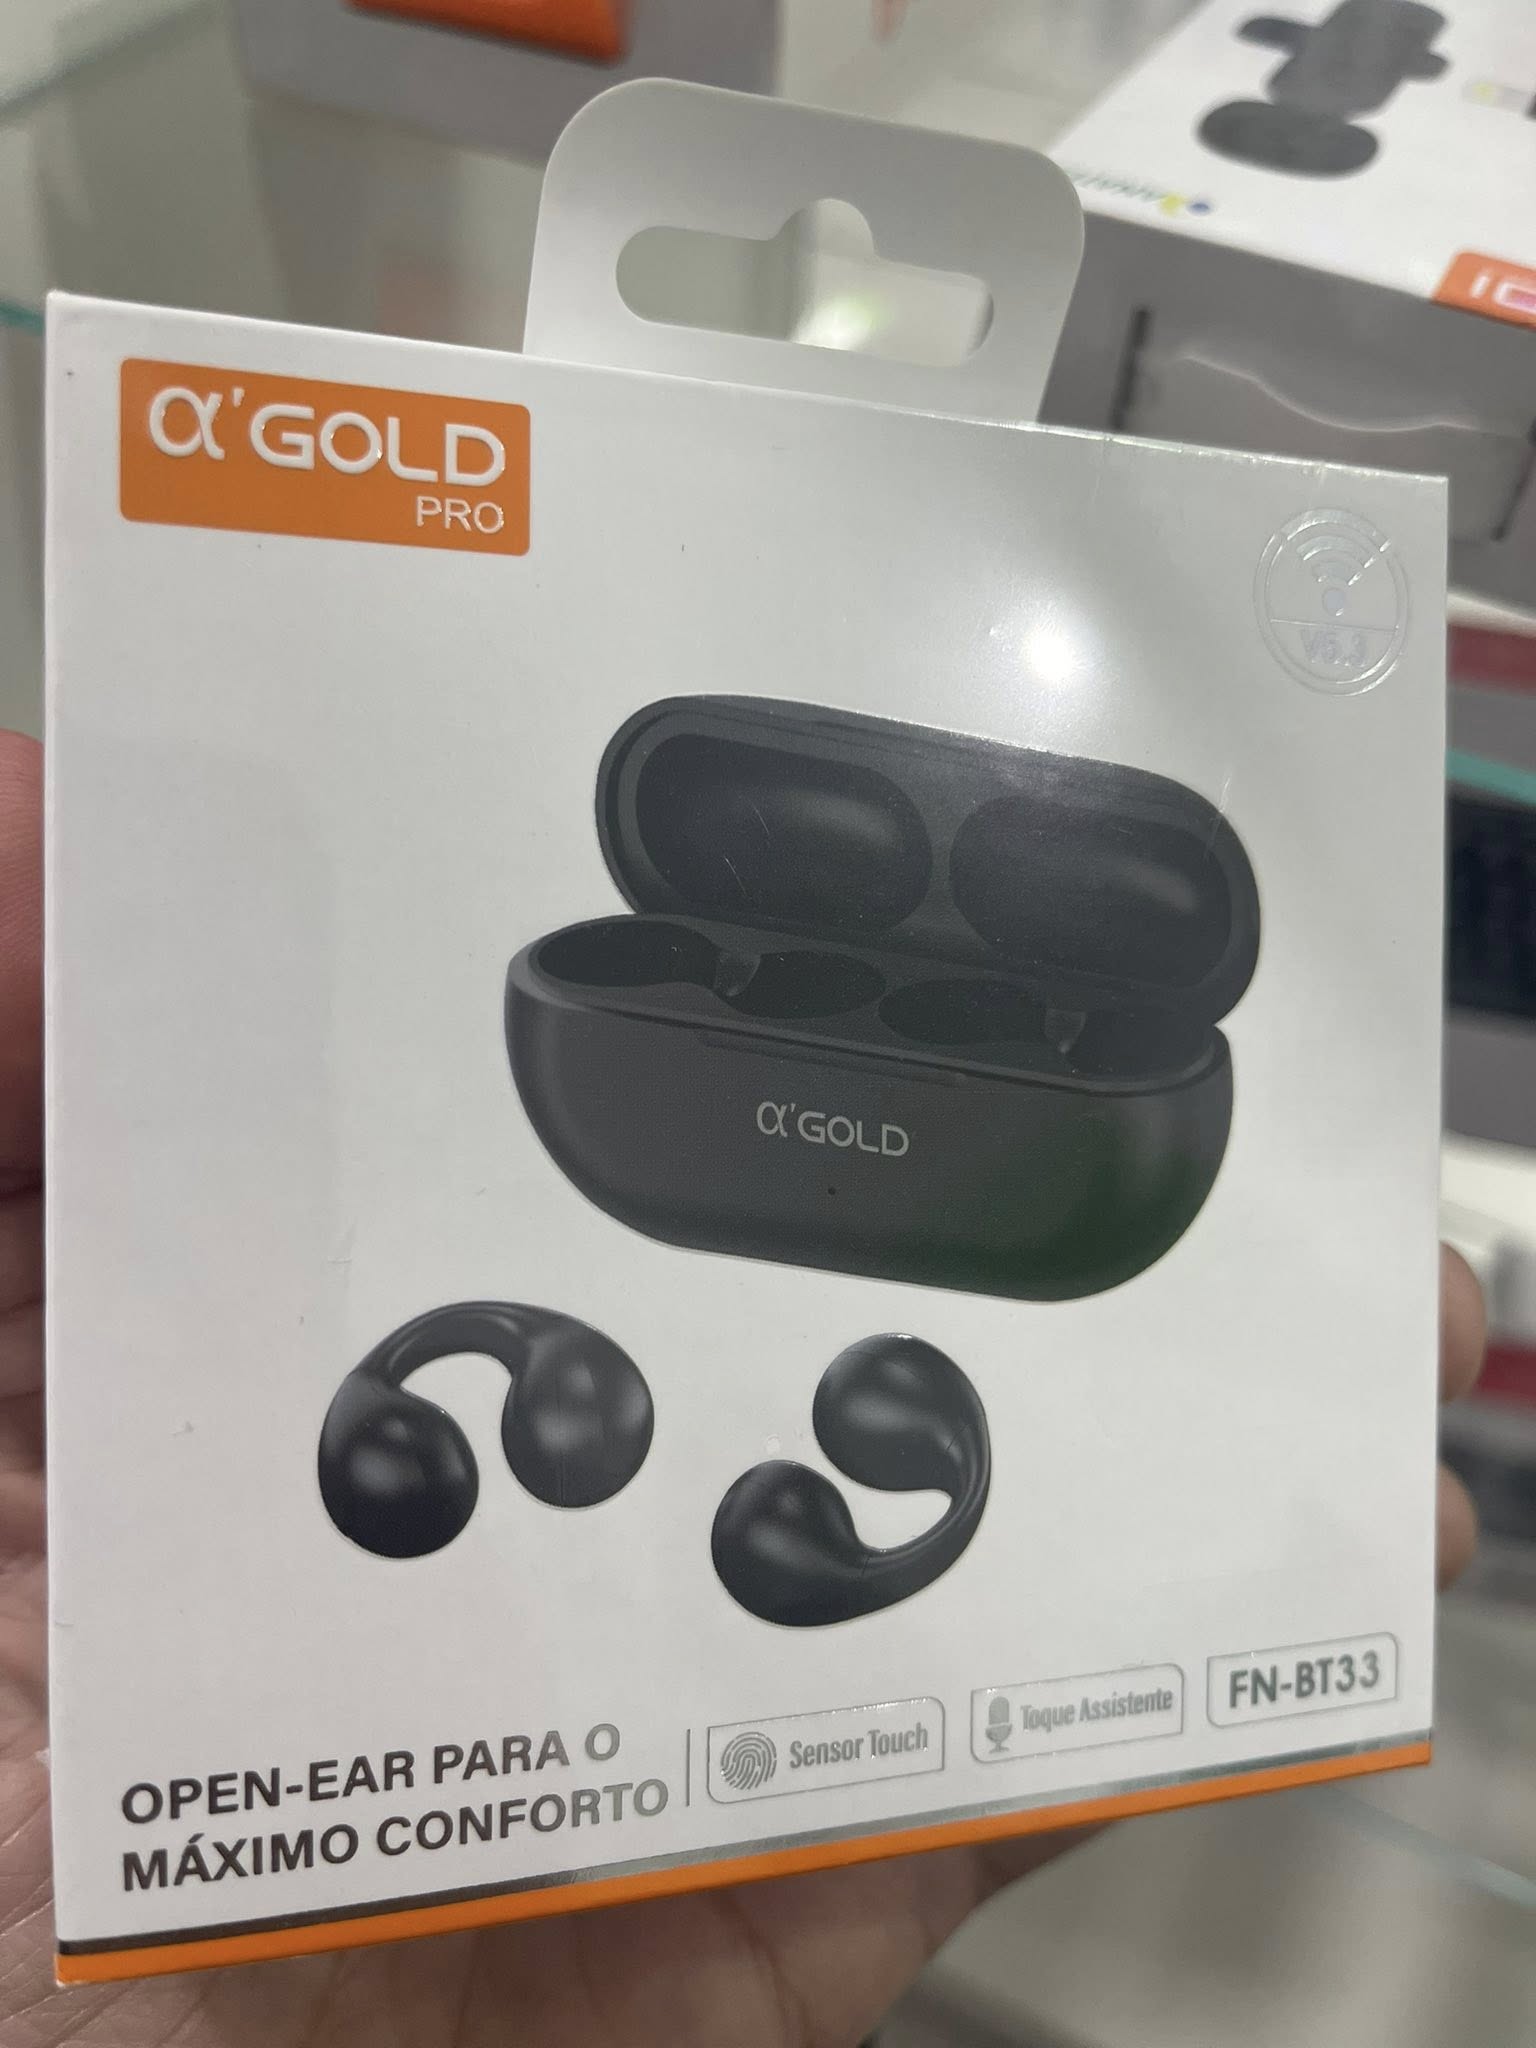 α'GOLD
PRO
V5.3
α'GOLD
OPEN-EAR PARA O
MÁXIMO CONFORTO
Sensor Touch
Toque Assistente
FN-BT33